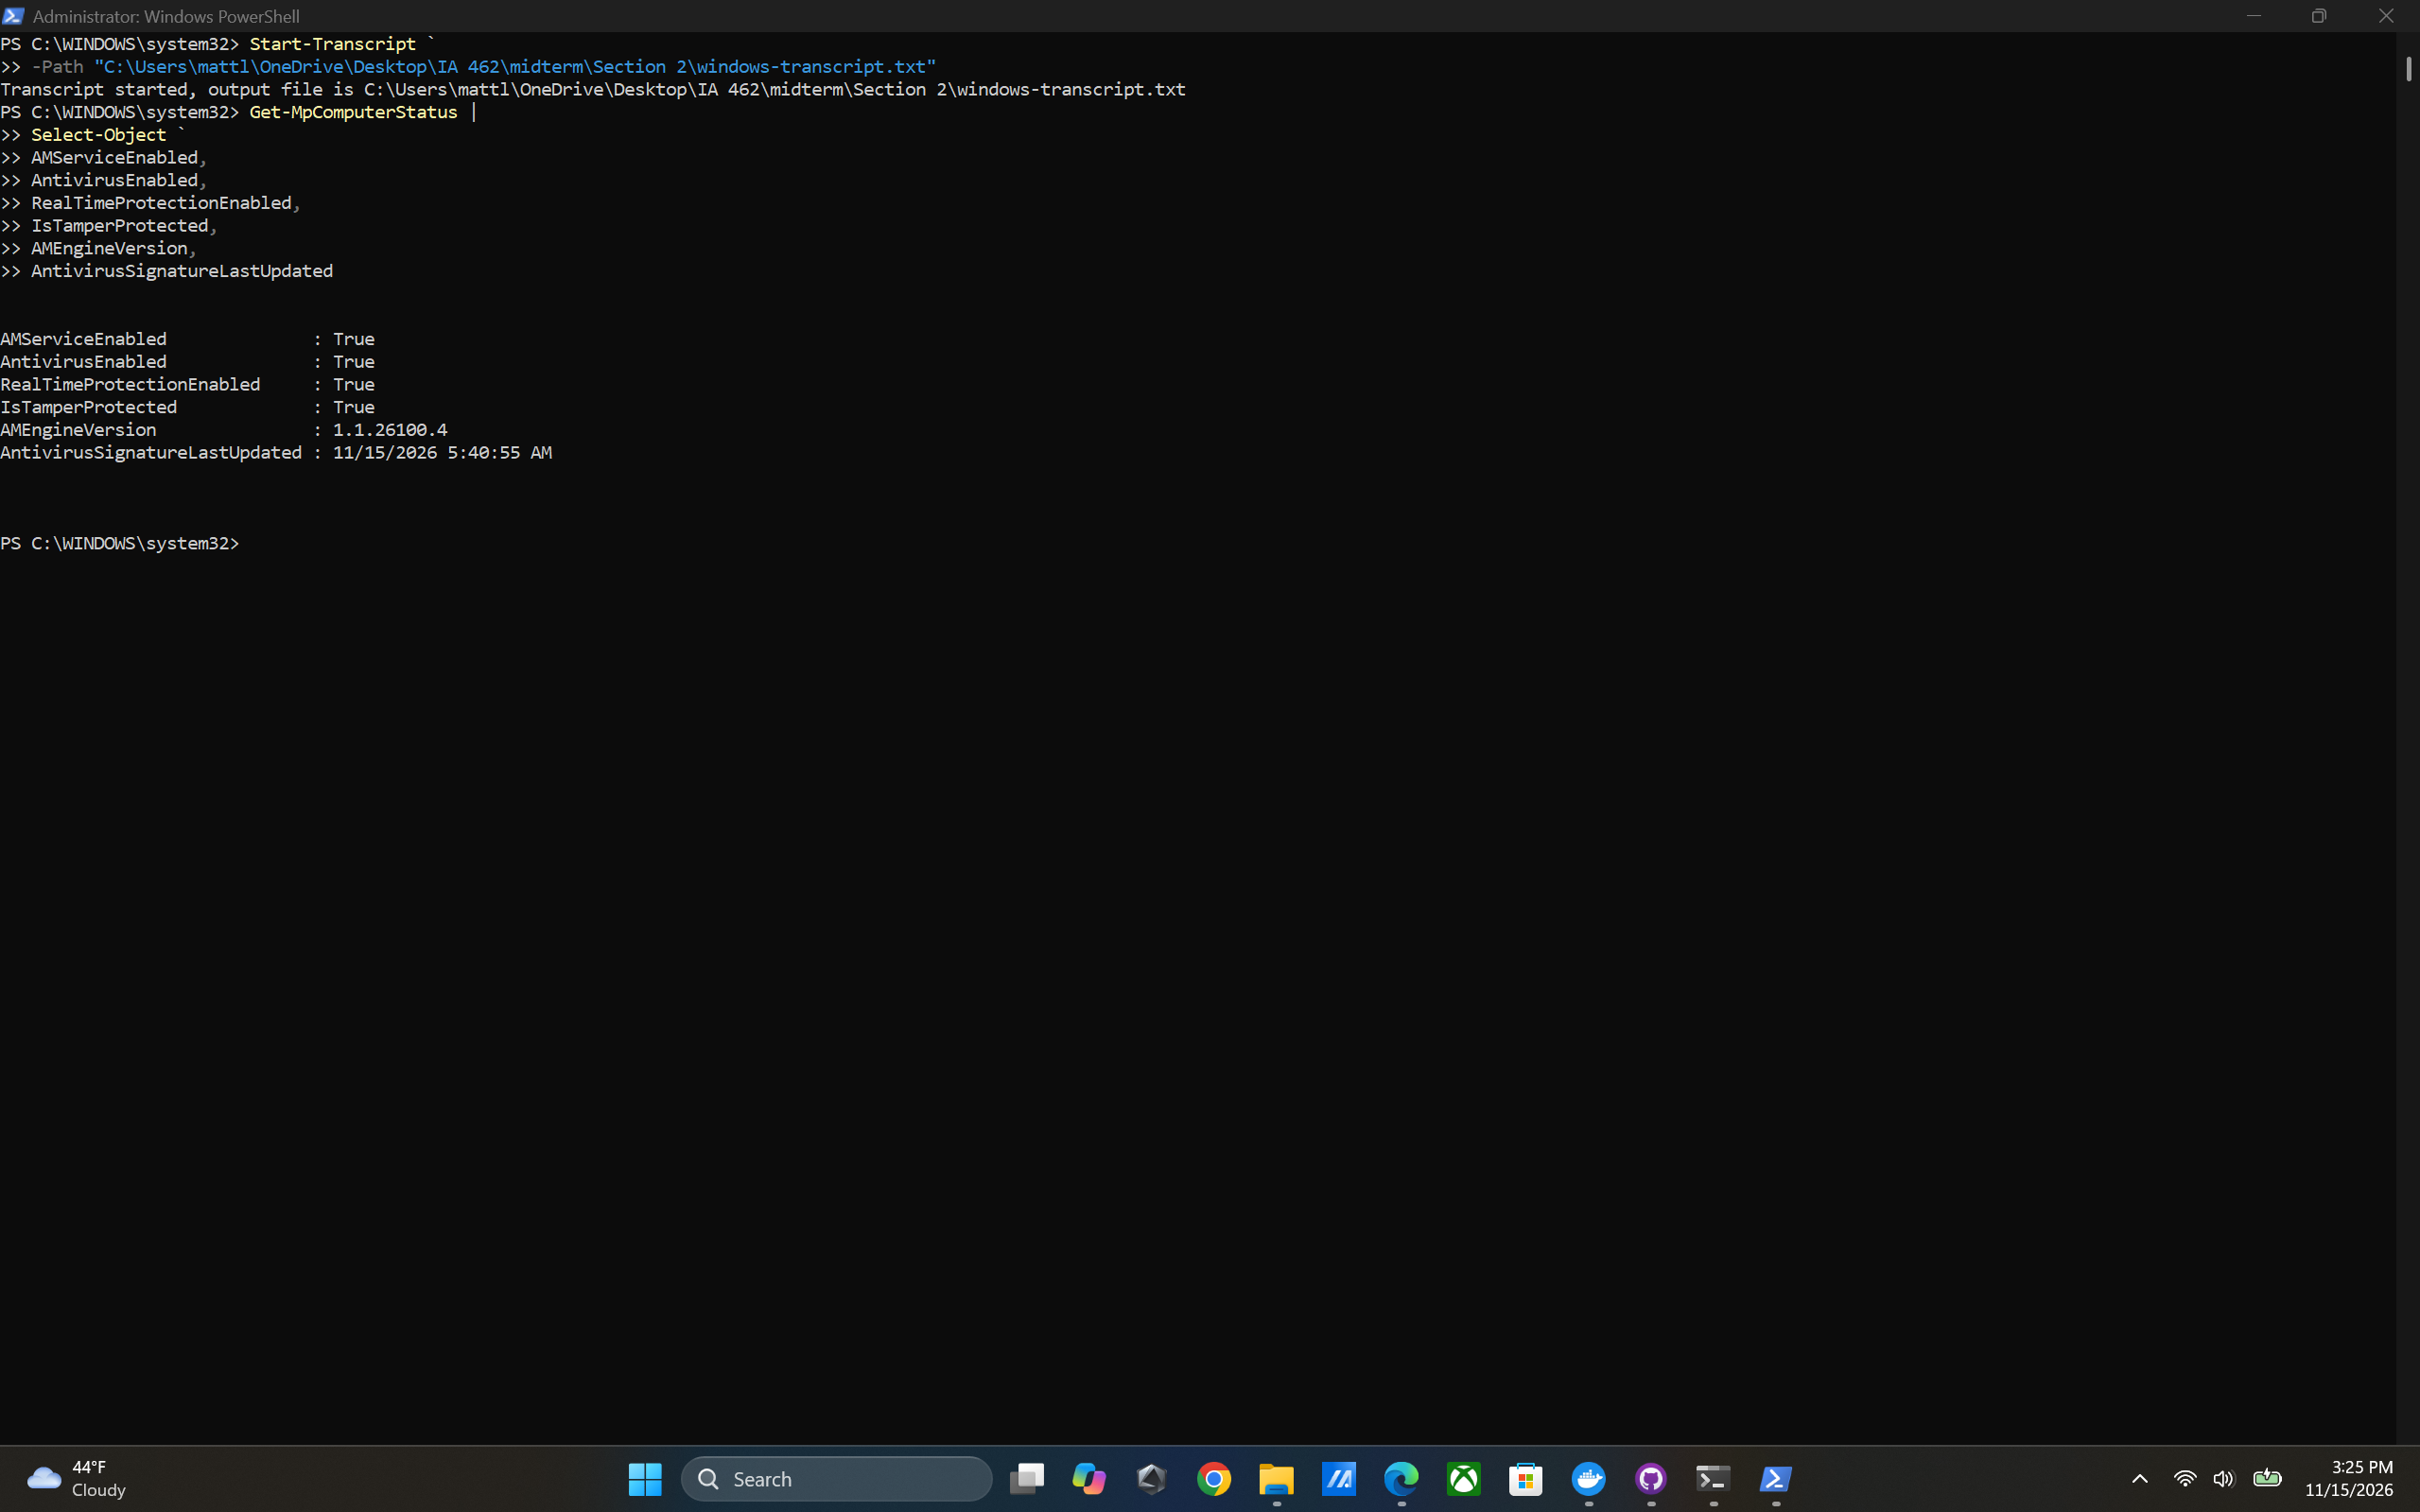 Administrator: Windows PowerShell
PS C:\WINDOWS\system32> Start-Transcript `
>> -Path "C:\Users\mattl\OneDrive\Desktop\IA 462\midterm\Section 2\windows-transcript.txt"
Transcript started, output file is C:\Users\mattl\OneDrive\Desktop\IA 462\midterm\Section 2\windows-transcript.txt
PS C:\WINDOWS\system32> Get-MpComputerStatus |
>> Select-Object `
>> AMServiceEnabled,
>> AntivirusEnabled,
>> RealTimeProtectionEnabled,
>> IsTamperProtected,
>> AMEngineVersion,
>> AntivirusSignatureLastUpdated
AMServiceEnabled              : True
AntivirusEnabled              : True
RealTimeProtectionEnabled     : True
IsTamperProtected             : True
AMEngineVersion               : 1.1.26100.4
AntivirusSignatureLastUpdated : 11/15/2026 5:40:55 AM
PS C:\WINDOWS\system32>
44°F
Cloudy
Search
3:25 PM
11/15/2026